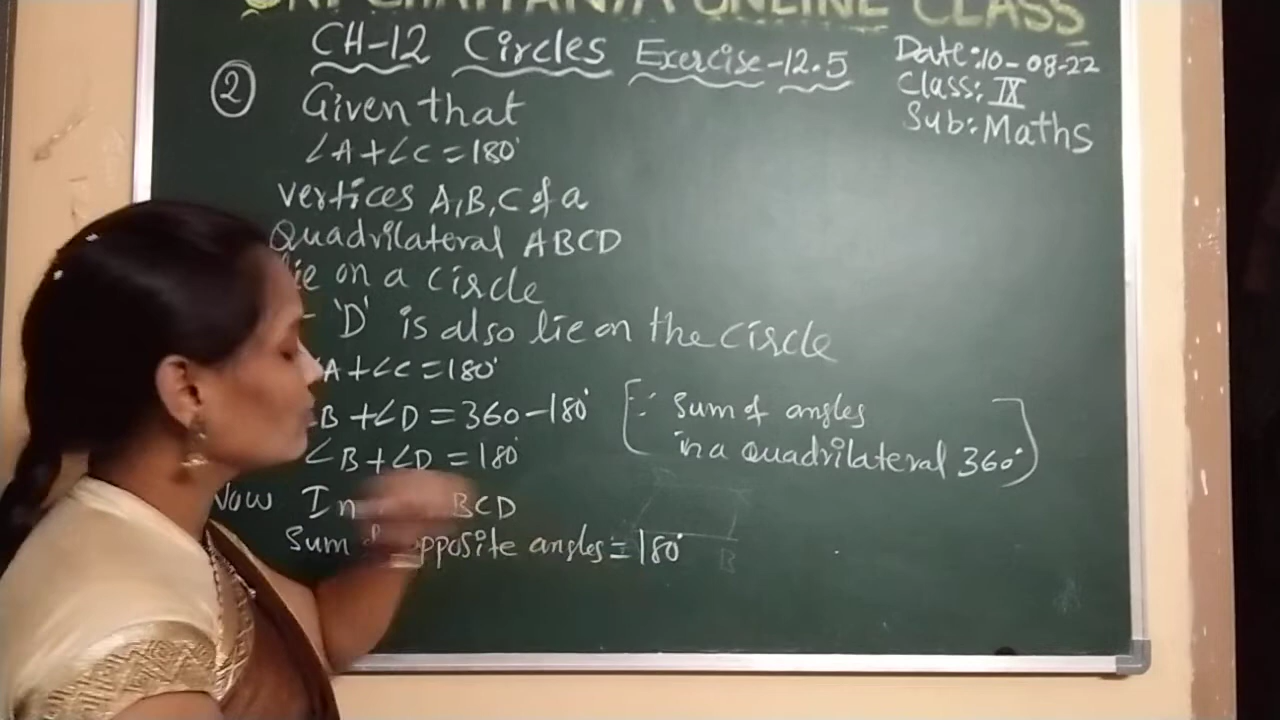 SRI CHAITANYA ONLINE CLASS
CH-12 Circles Exercise-12.5
Date:10-08-22
Class: IX
Sub: Maths
② Given that
∠A+∠C=180°
vertices A,B,C of a
Quadrilateral ABCD
lie on a circle
'D' is also lie on the circle
∠A+∠C=180°
∠B+∠D=360-180°
[∵ Sum of angles
in a quadrilateral 360°]
∠B+∠D=180°
Now In BCD
Sum of opposite angles=180°
B